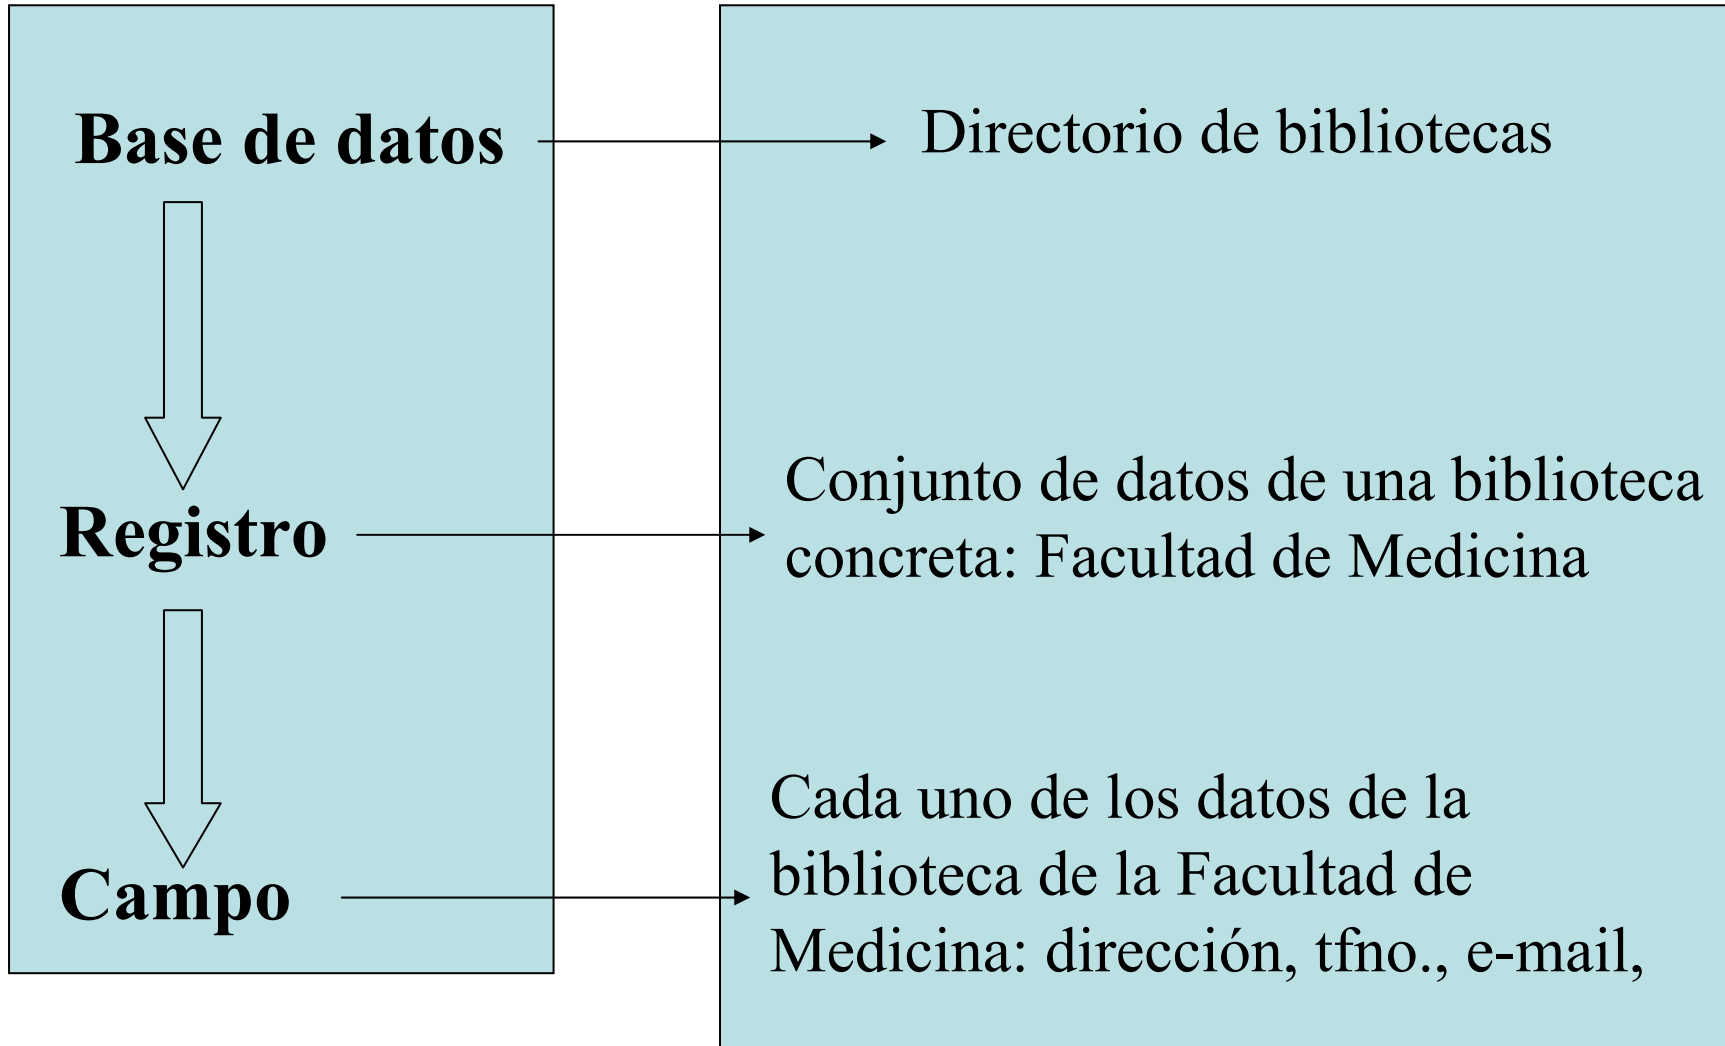 Base de datos
Directorio de bibliotecas
Registro
Conjunto de datos de una biblioteca
concreta: Facultad de Medicina
Campo
Cada uno de los datos de la
biblioteca de la Facultad de
Medicina: dirección, tfno., e-mail,